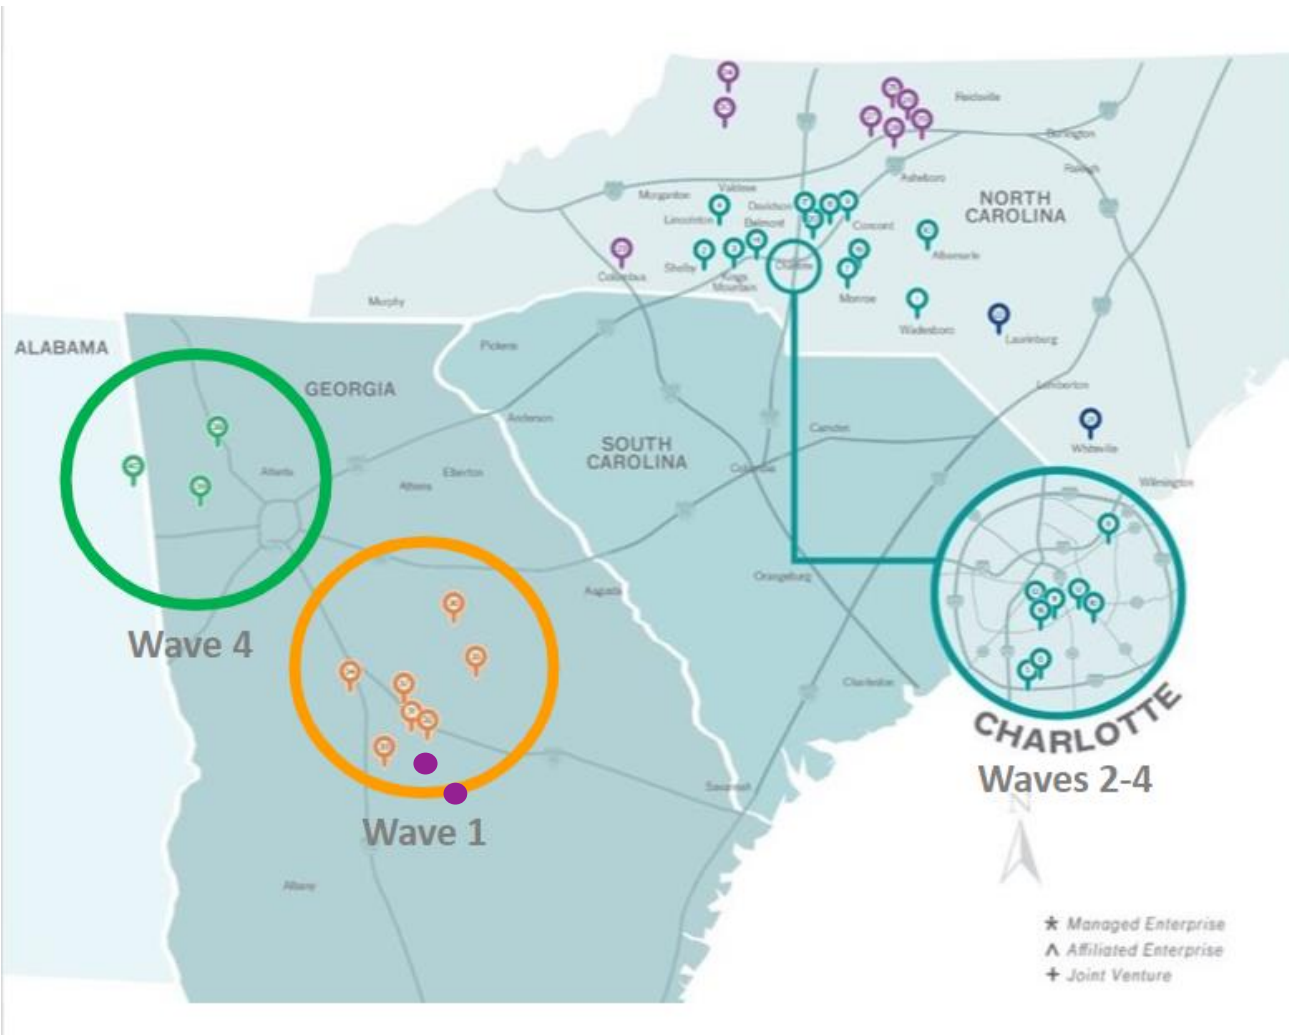 Reidsville
Burlington
Raleigh
Asheboro
Valdese
Morganton
NORTH
CAROLINA
Davidson
Lincolnton
Belmont
Concord
Albemarle
Charlotte
Shelby
Kings
Mountain
Columbus
Monroe
Murphy
Wadesboro
Laurinburg
ALABAMA
Pickens
GEORGIA
Lumberton
Anderson
Camden
SOUTH
CAROLINA
Whiteville
Atlanta
Elberton
Columbia
Athens
Wilmington
Orangeburg
Augusta
Wave 4
Charleston
CHARLOTTE
Waves 2-4
Savannah
N
Wave 1
Albany
* Managed Enterprise
^ Affiliated Enterprise
+ Joint Venture